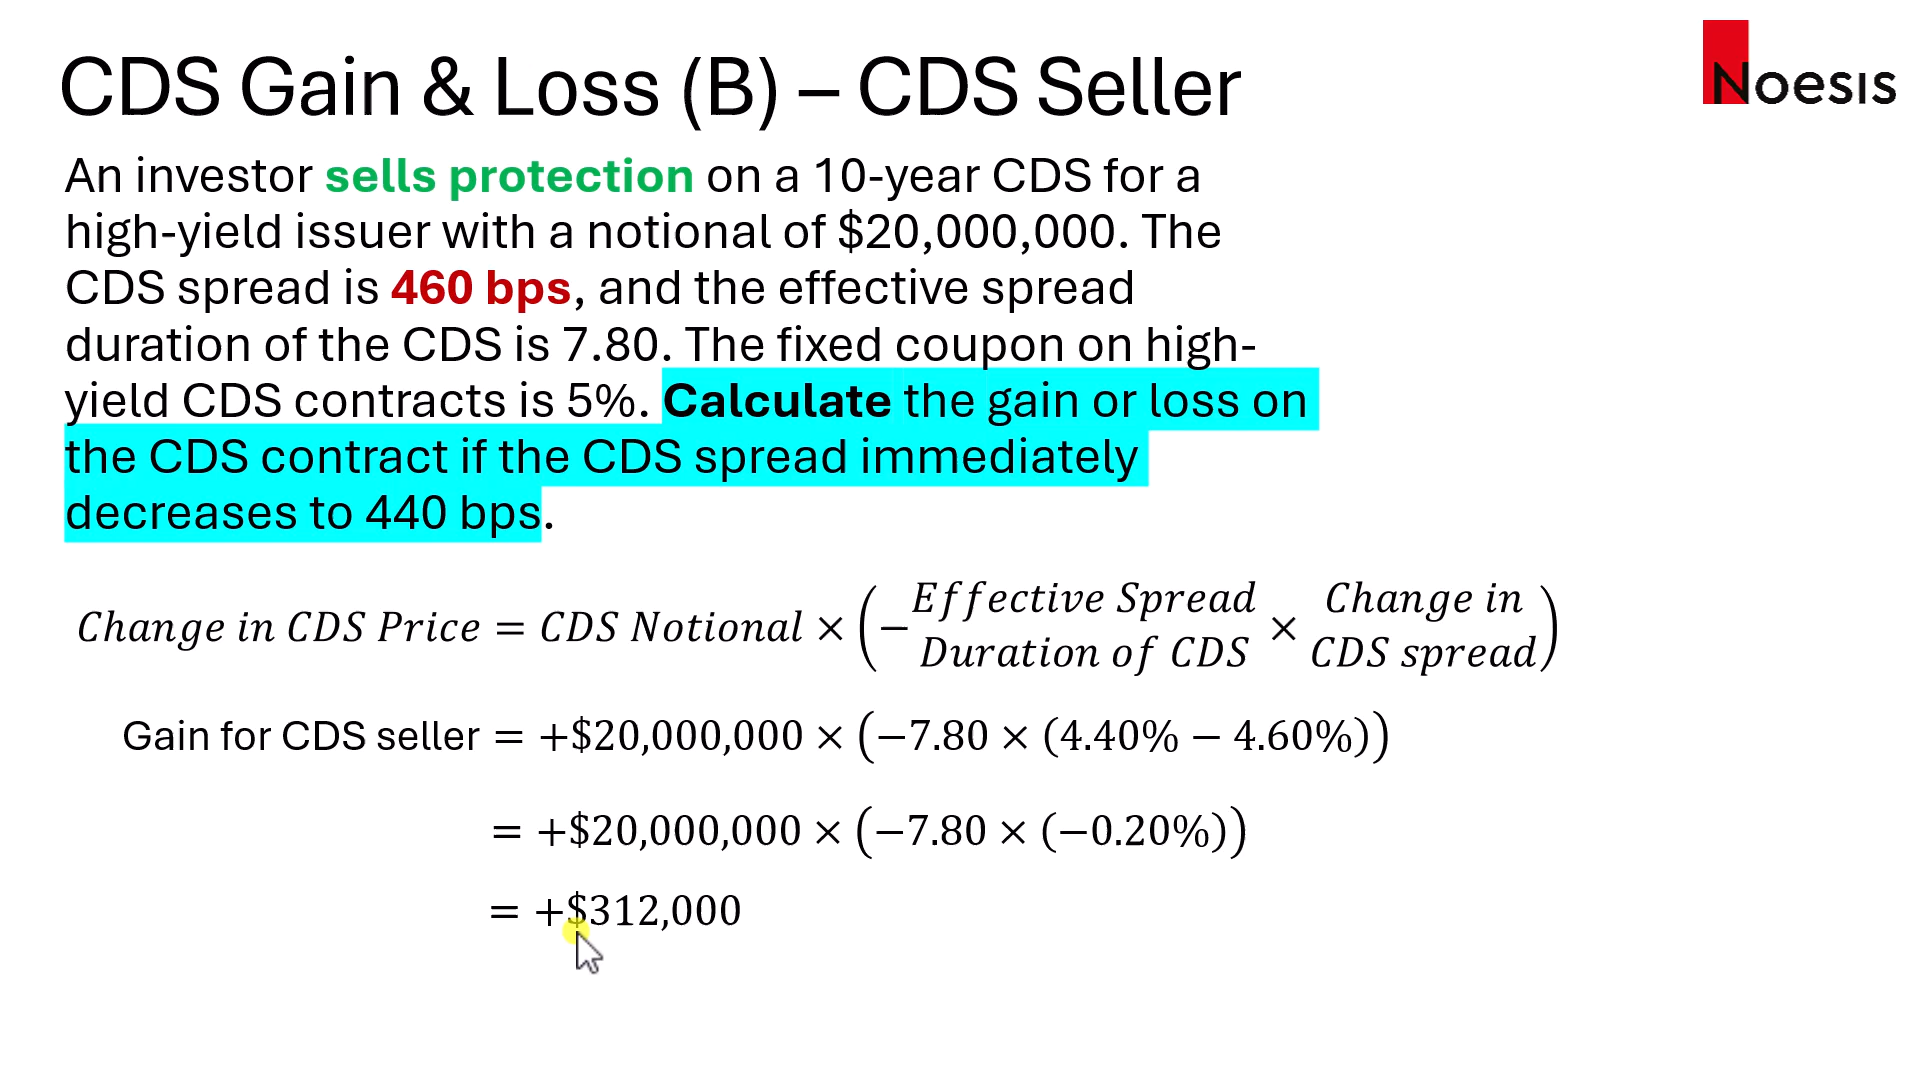 CDS Gain & Loss (B) – CDS Seller
Noesis
An investor sells protection on a 10-year CDS for a
high-yield issuer with a notional of $20,000,000. The
CDS spread is 460 bps, and the effective spread
duration of the CDS is 7.80. The fixed coupon on high-
yield CDS contracts is 5%. Calculate the gain or loss on
the CDS contract if the CDS spread immediately
decreases to 440 bps.
Change in CDS Price = CDS Notional × (−Effective Spread Duration of CDS × Change in CDS spread)
Gain for CDS seller = +$20,000,000 × (−7.80 × (4.40% − 4.60%))
= +$20,000,000 × (−7.80 × (−0.20%))
= +$312,000